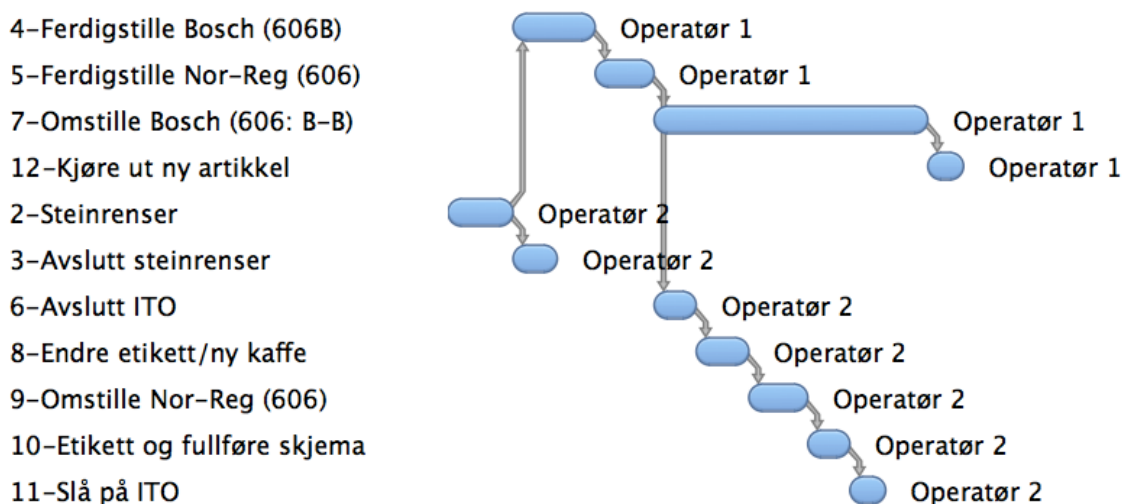 4–Ferdigstille Bosch (606B) Operatør 1
5–Ferdigstille Nor–Reg (606) Operatør 1
7–Omstille Bosch (606: B–B) Operatør 1
12–Kjøre ut ny artikkel Operatør 1
2–Steinrenser Operatør 2
3–Avslutt steinrenser Operatør 2
6–Avslutt ITO Operatør 2
8–Endre etikett/ny kaffe Operatør 2
9–Omstille Nor–Reg (606) Operatør 2
10–Etikett og fullføre skjema Operatør 2
11–Slå på ITO Operatør 2